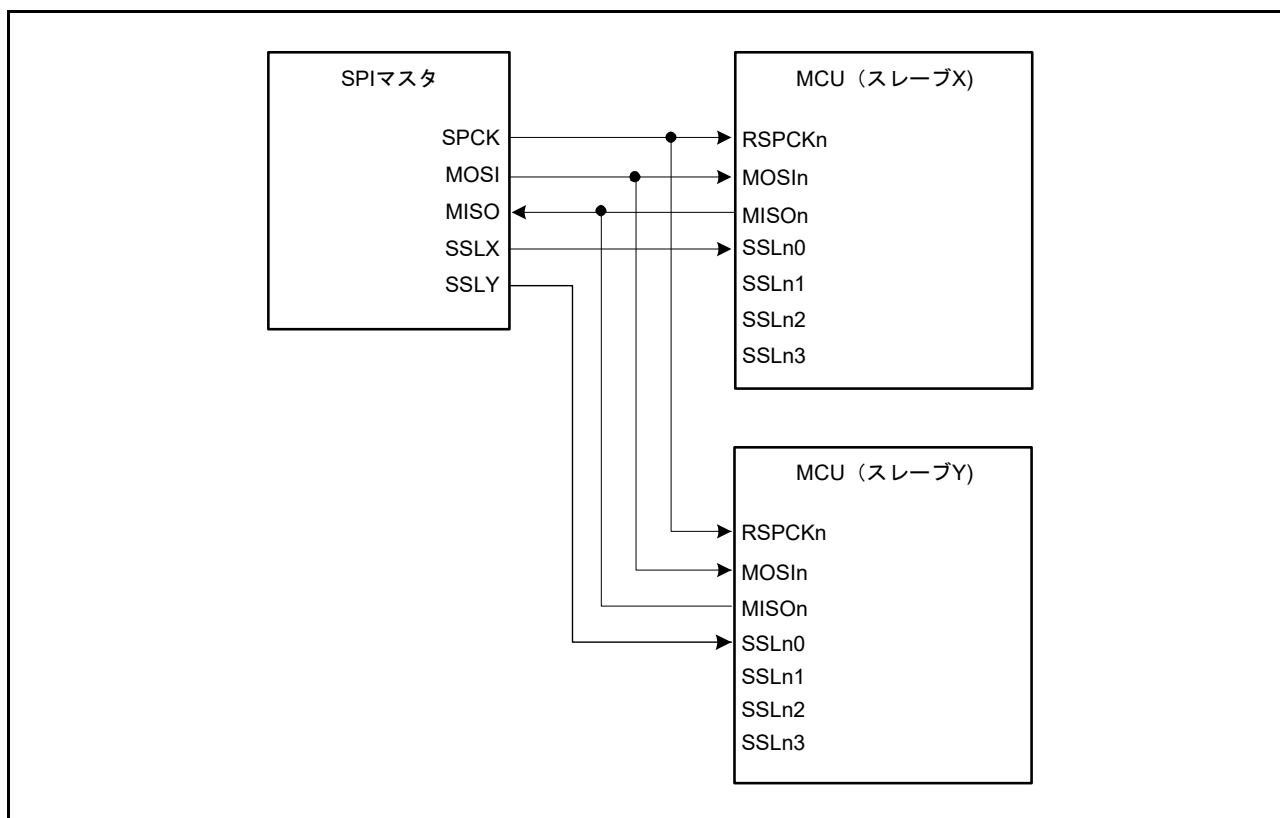 SPIマスタ
SPCK
MOSI
MISO
SSLX
SSLY
MCU（スレーブX)
RSPCKn
MOSIn
MISOn
SSLn0
SSLn1
SSLn2
SSLn3
MCU（スレーブY)
RSPCKn
MOSIn
MISOn
SSLn0
SSLn1
SSLn2
SSLn3